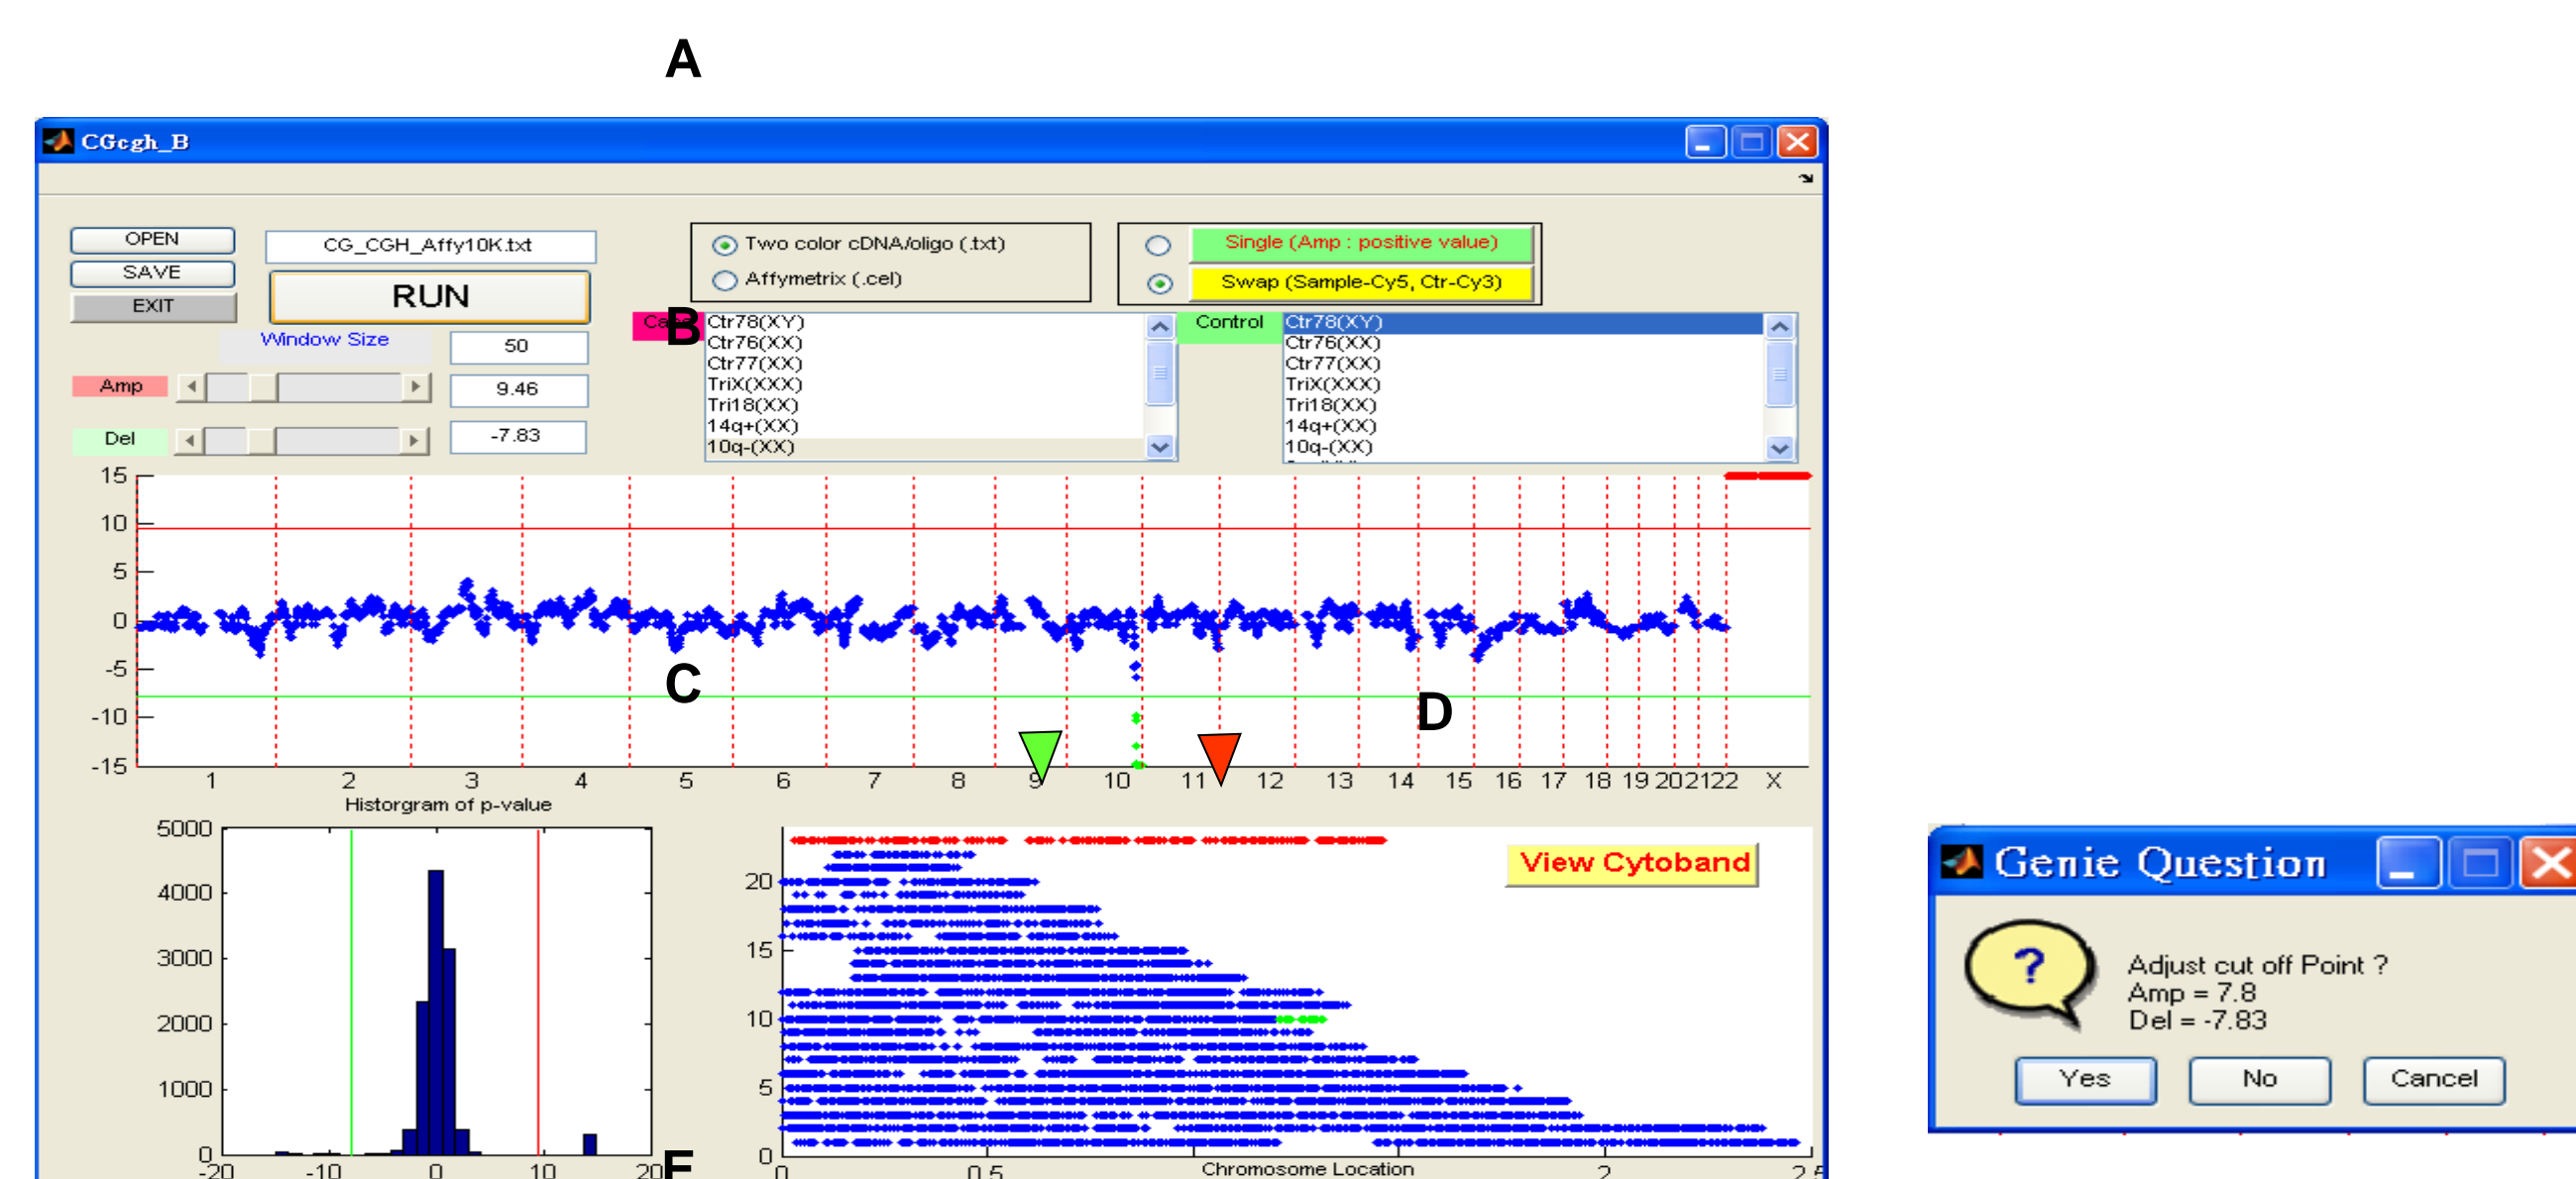 A
CGcgh_B
OPEN
CG_CGH_Affy10K.txt
Two color cDNA/oligo (.txt)
Single (Amp : positive value)
SAVE
RUN
Affymetrix (.cel)
Swap (Sample-Cy5, Ctr-Cy3)
EXIT
B
Ctr78(XY)
Ctr76(XX)
Ctr77(XX)
TriX(XXX)
Tri18(XX)
14q+(XX)
10q-(XX)
Control
Ctr78(XY)
Ctr76(XX)
Ctr77(XX)
TriX(XXX)
Tri18(XX)
14q+(XX)
10q-(XX)
Window Size
50
Amp
9.46
Del
-7.83
15
10
5
0
-5
-10
-15
C
D
1 2 3 4 5 6 7 8 9 10 11 12 13 14 15 16 17 18 19 20 21 22 X
Historgram of p-value
5000
4000
3000
2000
1000
0
-20 -10 0 10 20
E
View Cytoband
20
15
10
5
0
0 0.5 Chromosome Location 2 2.5
Genie Question
?
Adjust cut off Point ?
Amp = 7.8
Del = -7.83
Yes
No
Cancel